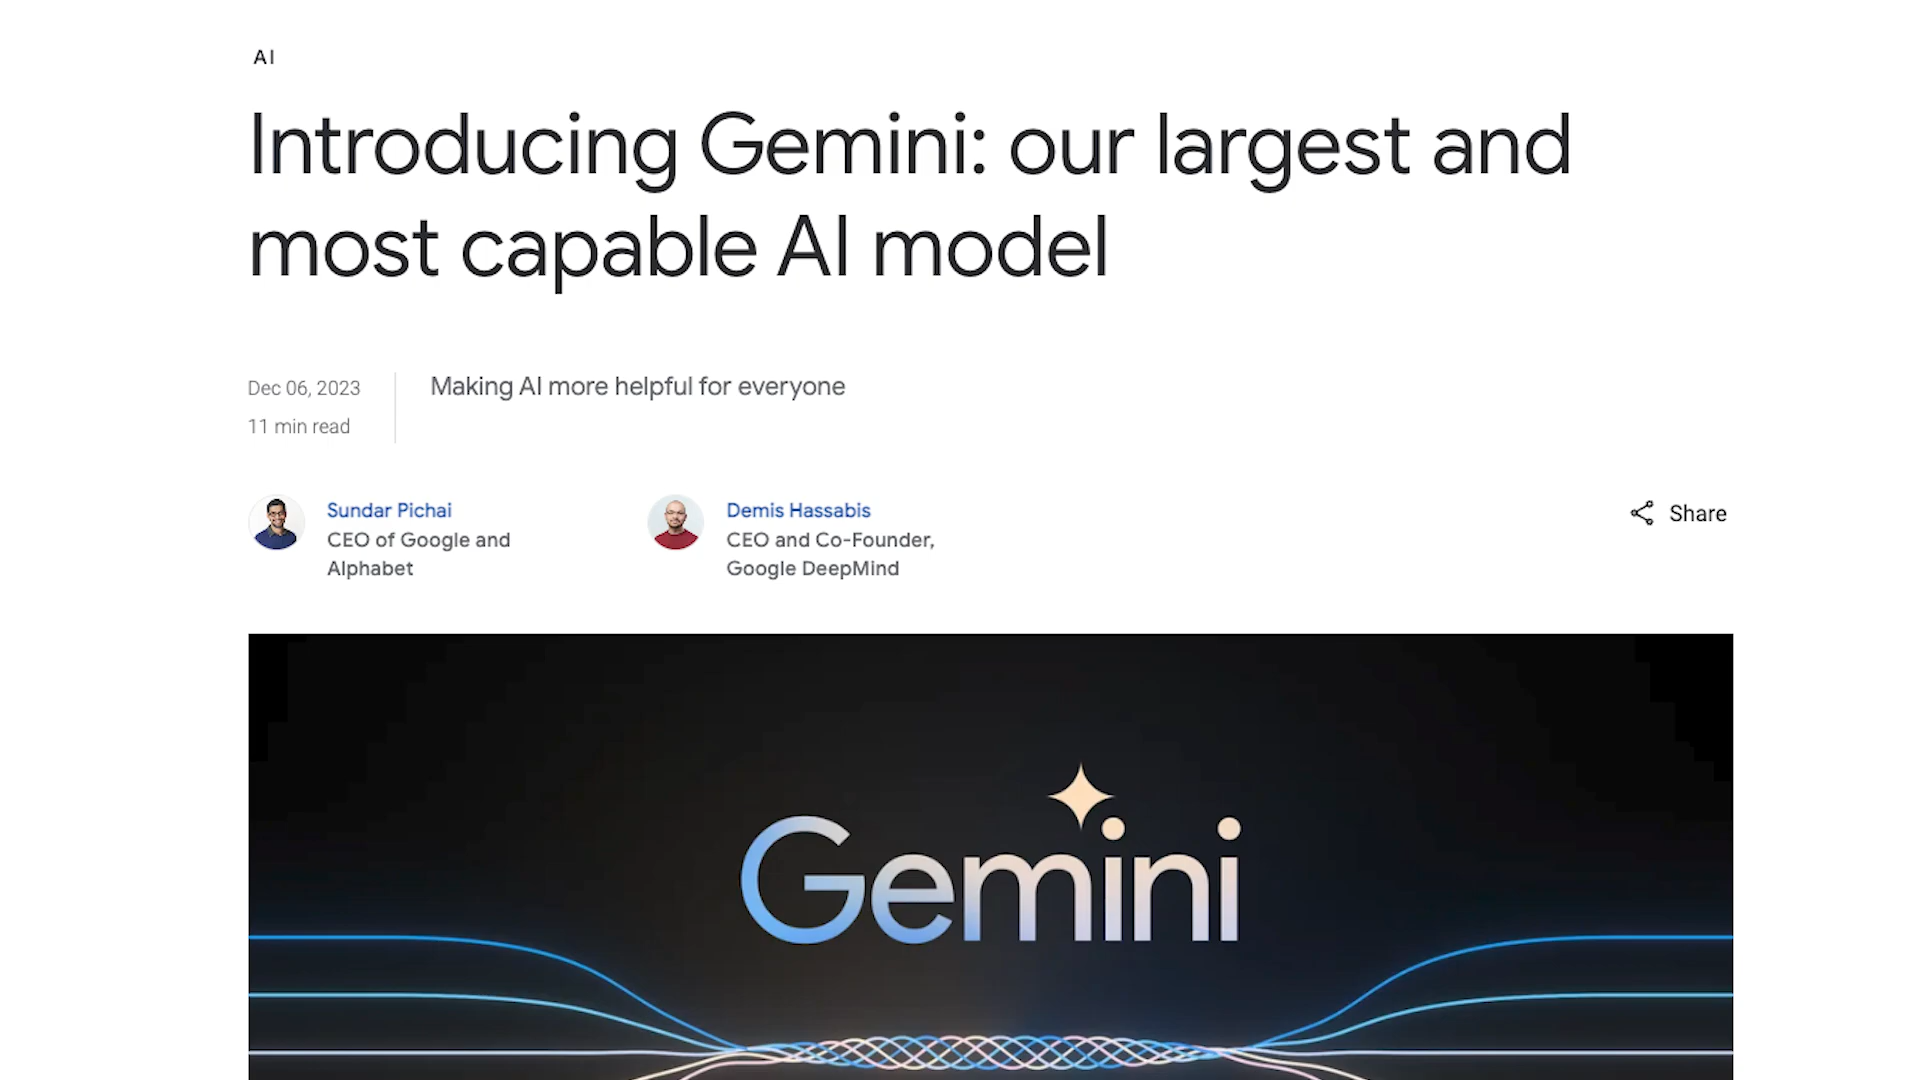 AI
Introducing Gemini: our largest and
most capable AI model
Dec 06, 2023
11 min read
Making AI more helpful for everyone
Sundar Pichai
CEO of Google and
Alphabet
Demis Hassabis
CEO and Co-Founder,
Google DeepMind
Share
Gemini